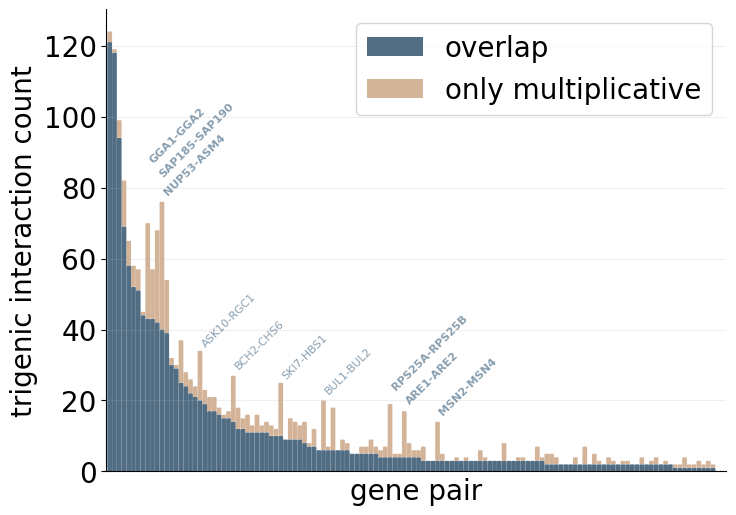 overlap
only multiplicative
trigenic interaction count
120
100
80
60
40
20
0
GGA1-GGA2
SAP185-SAP190
NUP53-ASM4
ASK10-RGC1
BCH2-CHS6
SKI7-HBS1
BUL1-BUL2
RPS25A-RPS25B
ARE1-ARE2
MSN2-MSN4
gene pair